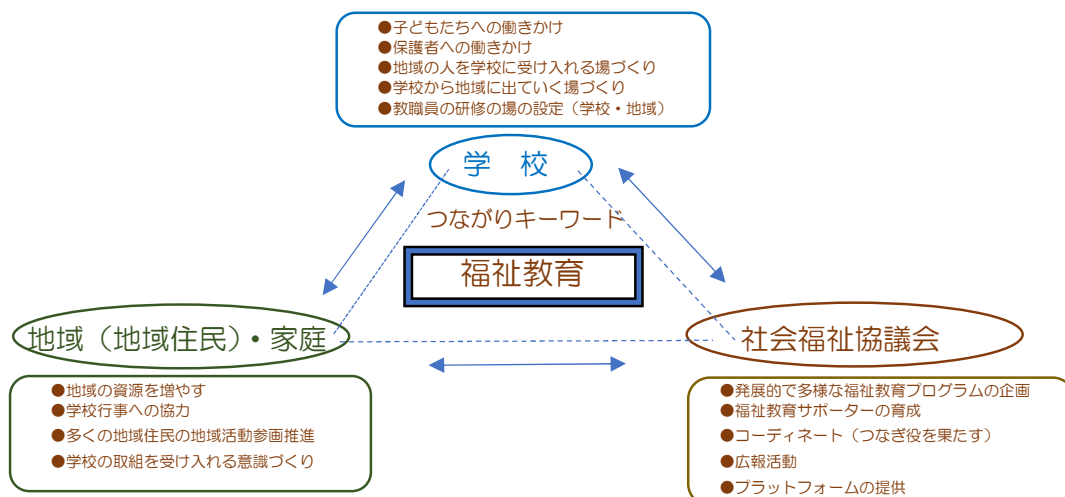 ●子どもたちへの働きかけ
●保護者への働きかけ
●地域の人を学校に受け入れる場づくり
●学校から地域に出ていく場づくり
●教職員の研修の場の設定（学校・地域）
学　校
つながりキーワード
福祉教育
地域（地域住民）・家庭
社会福祉協議会
●地域の資源を増やす
●学校行事への協力
●多くの地域住民の地域活動参画推進
●学校の取組を受け入れる意識づくり
●発展的で多様な福祉教育プログラムの企画
●福祉教育サポーターの育成
●コーディネート（つなぎ役を果たす）
●広報活動
●プラットフォームの提供